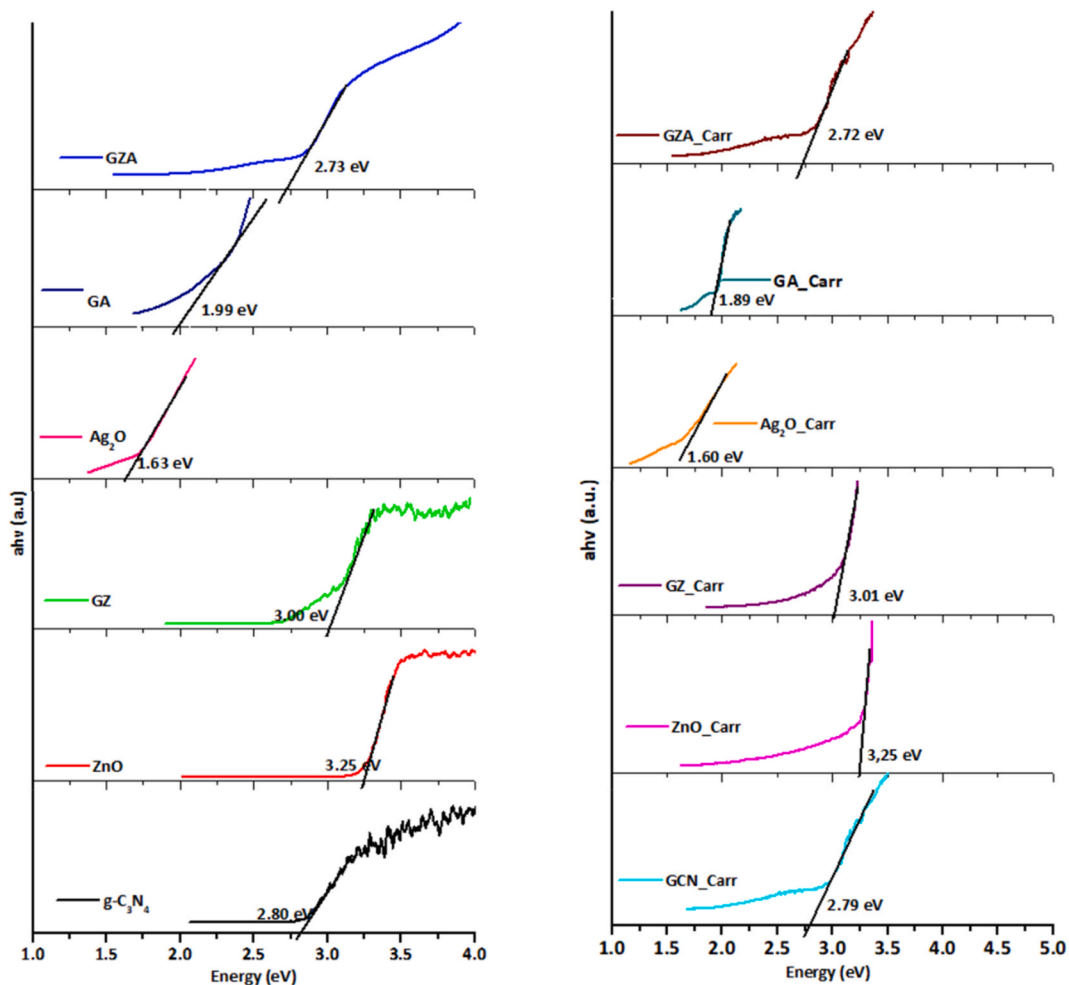 GZA
2.73 eV
GA
1.99 eV
Ag₂O
1.63 eV
GZ
3.00 eV
ZnO
3.25 eV
g-C₃N₄
2.80 eV
ahv (a.u)
1.0 1.5 2.0 2.5 3.0 3.5 4.0
Energy (eV)
GZA_Carr
2.72 eV
GA_Carr
1.89 eV
Ag₂O_Carr
1.60 eV
GZ_Carr
3.01 eV
ZnO_Carr
3,25 eV
GCN_Carr
2.79 eV
ahv (a.u.)
1.0 1.5 2.0 2.5 3.0 3.5 4.0 4.5 5.0
Energy (eV)